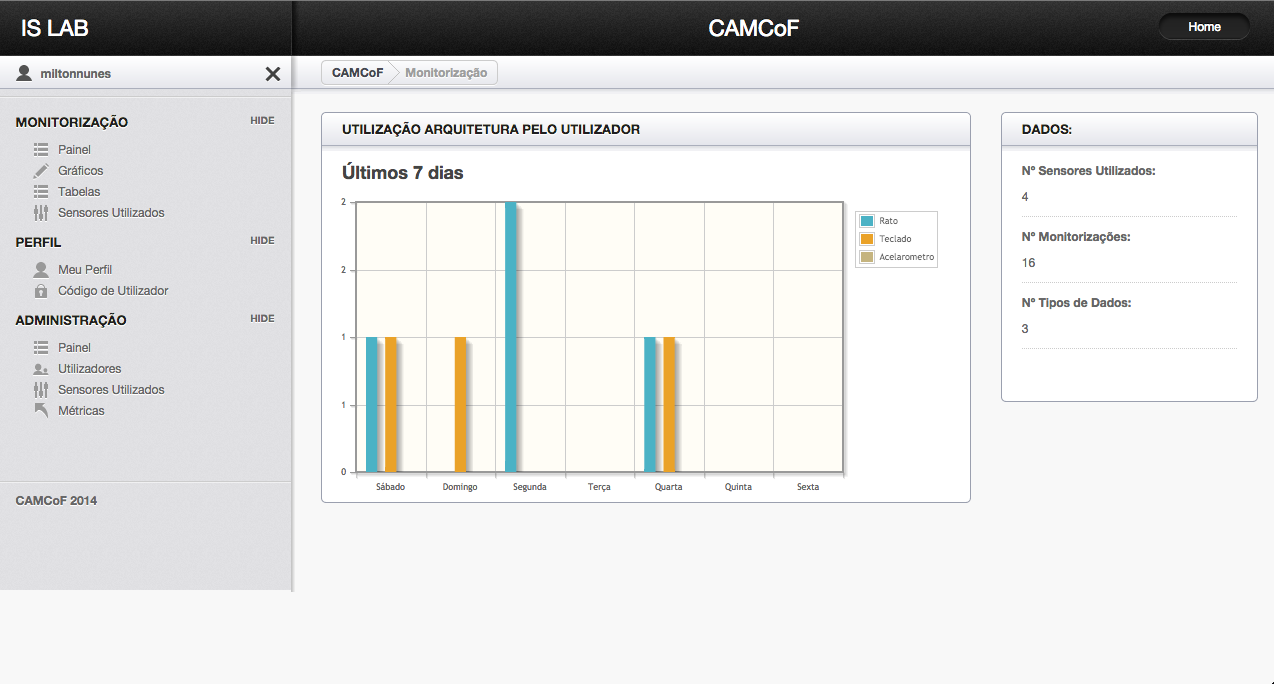 IS LAB
CAMCoF
Home
miltonnunes
CAMCoF
Monitorização
MONITORIZAÇÃO
HIDE
Painel
Gráficos
Tabelas
Sensores Utilizados
PERFIL
HIDE
Meu Perfil
Código de Utilizador
ADMINISTRAÇÃO
HIDE
Painel
Utilizadores
Sensores Utilizados
Métricas
CAMCoF 2014
UTILIZAÇÃO ARQUITETURA PELO UTILIZADOR
Últimos 7 dias
2
2
1
1
0
Sábado
Domingo
Segunda
Terça
Quarta
Quinta
Sexta
Rato
Teclado
Acelarometro
DADOS:
Nº Sensores Utilizados:
4
Nº Monitorizações:
16
Nº Tipos de Dados:
3